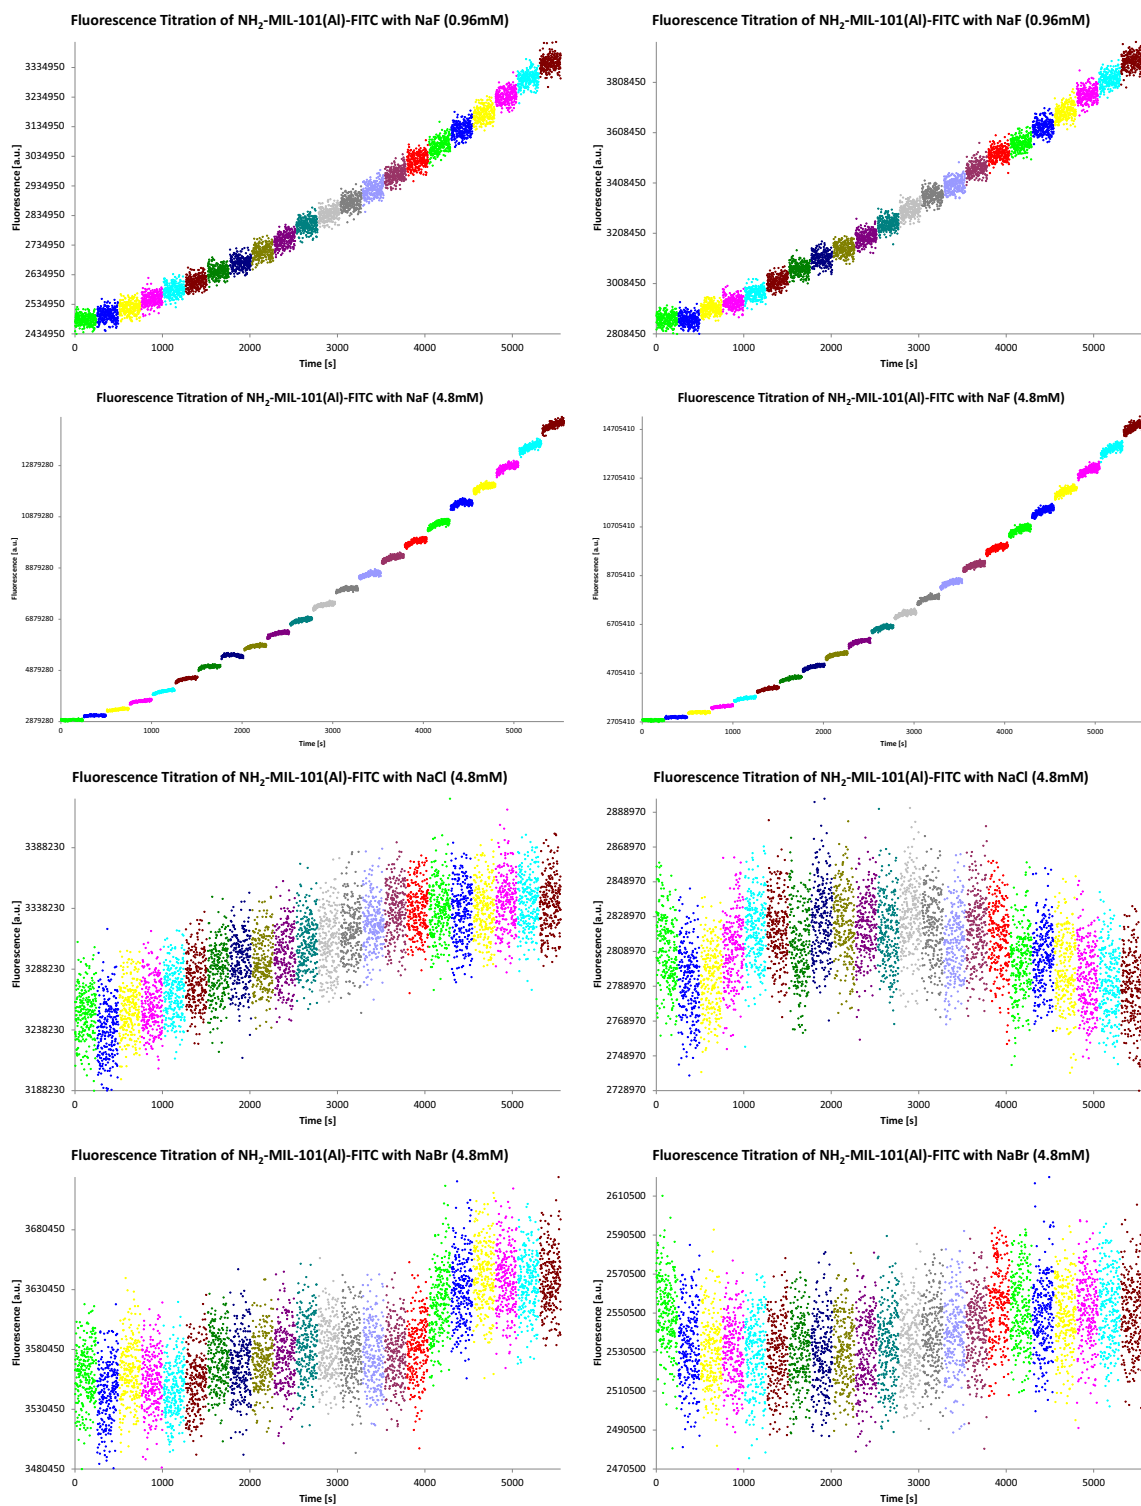 Fluorescence Titration of NH2-MIL-101(Al)-FITC with NaF (0.96mM)
Fluorescence [a.u.]
3334950
3234950
3134950
3034950
2934950
2834950
2734950
2634950
2534950
2434950
0 1000 2000 3000 4000 5000
Time [s]
Fluorescence Titration of NH2-MIL-101(Al)-FITC with NaF (0.96mM)
Fluorescence [a.u.]
3808450
3608450
3408450
3208450
3008450
2808450
0 1000 2000 3000 4000 5000
Time [s]
Fluorescence Titration of NH2-MIL-101(Al)-FITC with NaF (4.8mM)
Fluorescence [a.u.]
12879280
10879280
8879280
6879280
4879280
2879280
0 1000 2000 3000 4000 5000
Time [s]
Fluorescence Titration of NH2-MIL-101(Al)-FITC with NaF (4.8mM)
Fluorescence [a.u.]
14705410
12705410
10705410
8705410
6705410
4705410
2705410
0 1000 2000 3000 4000 5000
Time [s]
Fluorescence Titration of NH2-MIL-101(Al)-FITC with NaCl (4.8mM)
Fluorescence [a.u.]
3388230
3338230
3288230
3238230
3188230
0 1000 2000 3000 4000 5000
Time [s]
Fluorescence Titration of NH2-MIL-101(Al)-FITC with NaCl (4.8mM)
Fluorescence [a.u.]
2888970
2868970
2848970
2828970
2808970
2788970
2768970
2748970
2728970
0 1000 2000 3000 4000 5000
Time [s]
Fluorescence Titration of NH2-MIL-101(Al)-FITC with NaBr (4.8mM)
Fluorescence [a.u.]
3680450
3630450
3580450
3530450
3480450
0 1000 2000 3000 4000 5000
Time [s]
Fluorescence Titration of NH2-MIL-101(Al)-FITC with NaBr (4.8mM)
Fluorescence [a.u.]
2610500
2590500
2570500
2550500
2530500
2510500
2490500
2470500
0 1000 2000 3000 4000 5000
Time [s]